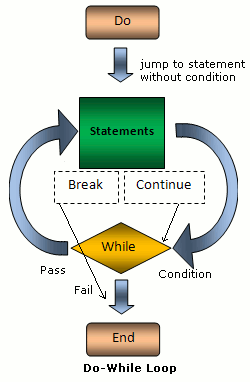 Do
jump to statement
without condition
Statements
Break
Continue
While
Pass
Condition
Fail
End
Do-While Loop